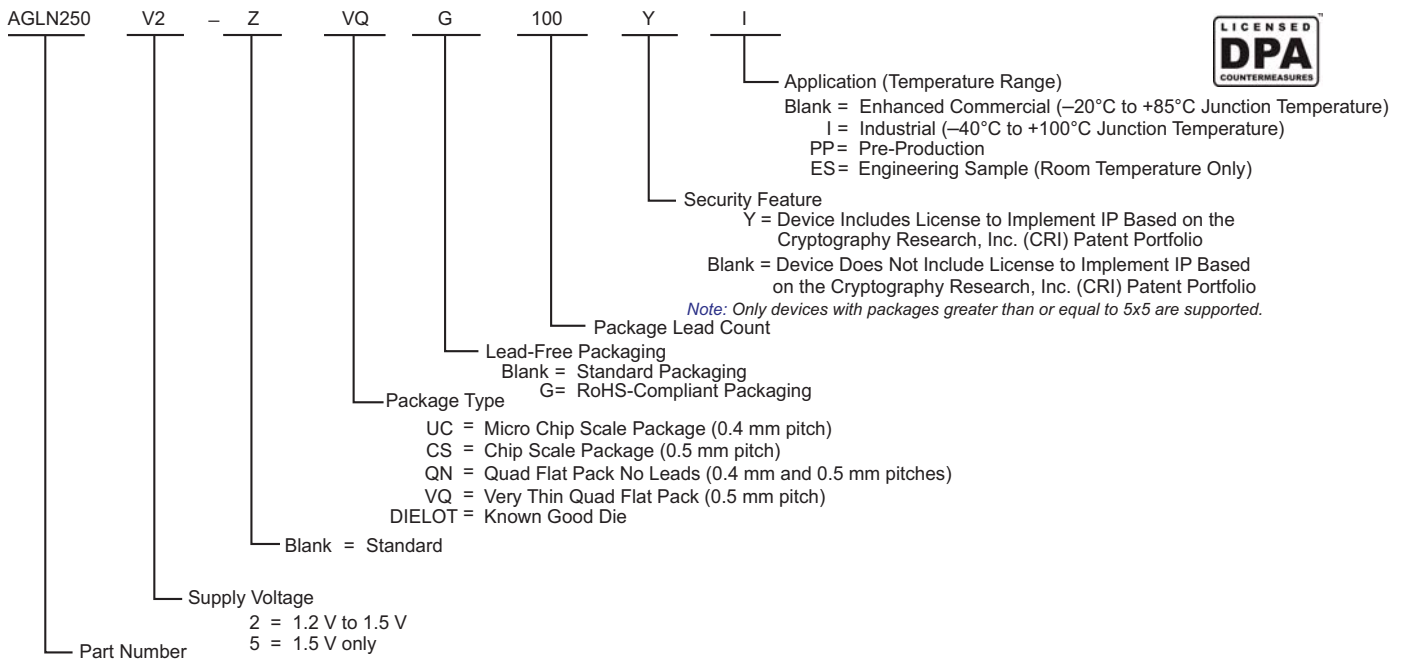 AGLN250 V2 – Z VQ G 100 Y I
LICENSED ™
DPA
COUNTERMEASURES
Application (Temperature Range)
Blank = Enhanced Commercial (–20°C to +85°C Junction Temperature)
I = Industrial (–40°C to +100°C Junction Temperature)
PP = Pre-Production
ES = Engineering Sample (Room Temperature Only)
Security Feature
Y = Device Includes License to Implement IP Based on the
Cryptography Research, Inc. (CRI) Patent Portfolio
Blank = Device Does Not Include License to Implement IP Based
on the Cryptography Research, Inc. (CRI) Patent Portfolio
Note: Only devices with packages greater than or equal to 5x5 are supported.
Package Lead Count
Lead-Free Packaging
Blank = Standard Packaging
G= RoHS-Compliant Packaging
Package Type
UC = Micro Chip Scale Package (0.4 mm pitch)
CS = Chip Scale Package (0.5 mm pitch)
QN = Quad Flat Pack No Leads (0.4 mm and 0.5 mm pitches)
VQ = Very Thin Quad Flat Pack (0.5 mm pitch)
DIELOT = Known Good Die
Blank = Standard
Supply Voltage
2 = 1.2 V to 1.5 V
5 = 1.5 V only
Part Number